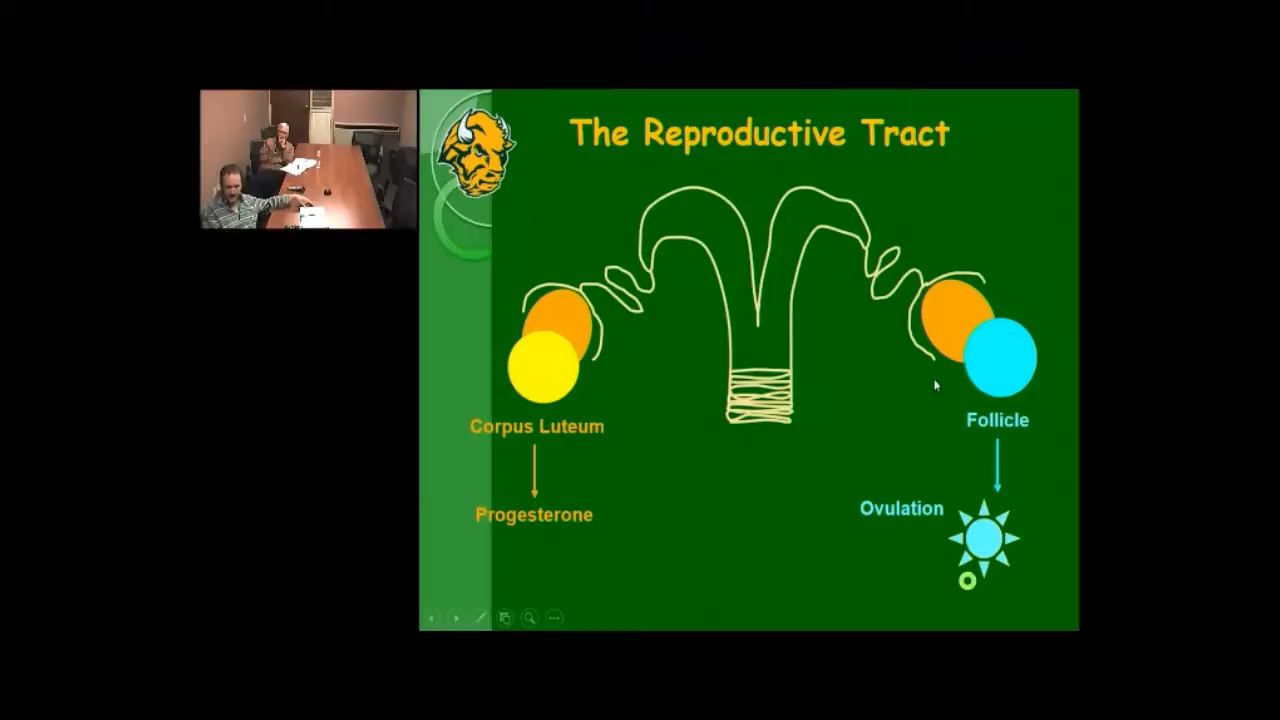 The Reproductive Tract
Corpus Luteum
Follicle
Progesterone
Ovulation